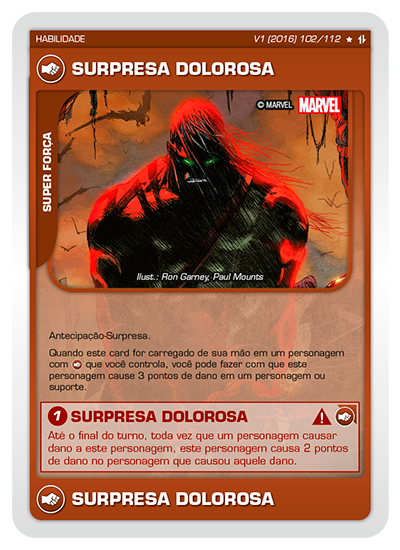 HABILIDADE
V1 (2016) 102/112 ★
SURPRESA DOLOROSA
© MARVEL MARVEL
SUPER FORÇA
Ilust.: Ron Garney, Paul Mounts
Antecipação-Surpresa.
Quando este card for carregado de sua mão em um personagem
com que você controla, você pode fazer com que este
personagem cause 3 pontos de dano em um personagem ou
suporte.
1 SURPRESA DOLOROSA
Até o final do turno, toda vez que um personagem causar
dano a este personagem, este personagem causa 2 pontos
de dano no personagem que causou aquele dano.
SURPRESA DOLOROSA